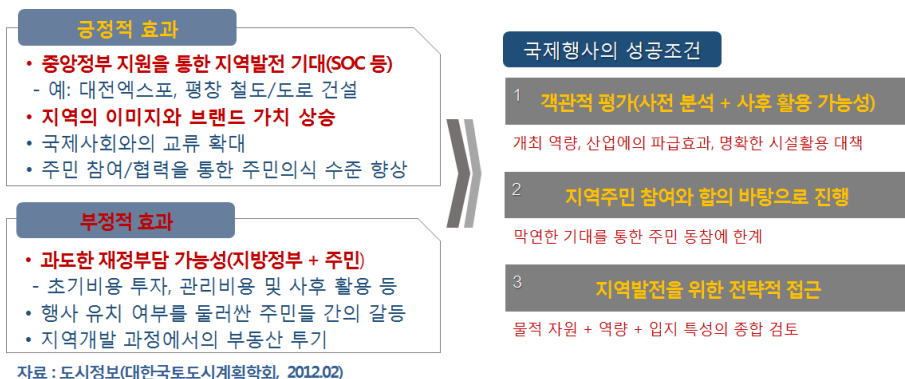 긍정적 효과
• 중앙정부 지원을 통한 지역발전 기대(SOC 등)
- 예: 대전엑스포, 평창 철도/도로 건설
• 지역의 이미지와 브랜드 가치 상승
• 국제사회와의 교류 확대
• 주민 참여/협력을 통한 주민의식 수준 향상
부정적 효과
• 과도한 재정부담 가능성(지방정부 + 주민)
- 초기비용 투자, 관리비용 및 사후 활용 등
• 행사 유치 여부를 둘러싼 주민들 간의 갈등
• 지역개발 과정에서의 부동산 투기
자료 : 도시정보(대한국토도시계획학회, 2012.02)
국제행사의 성공조건
1 객관적 평가(사전 분석 + 사후 활용 가능성)
개최 역량, 산업에의 파급효과, 명확한 시설활용 대책
2 지역주민 참여와 합의 바탕으로 진행
막연한 기대를 통한 주민 동참에 한계
3 지역발전을 위한 전략적 접근
물적 자원 + 역량 + 입지 특성의 종합 검토